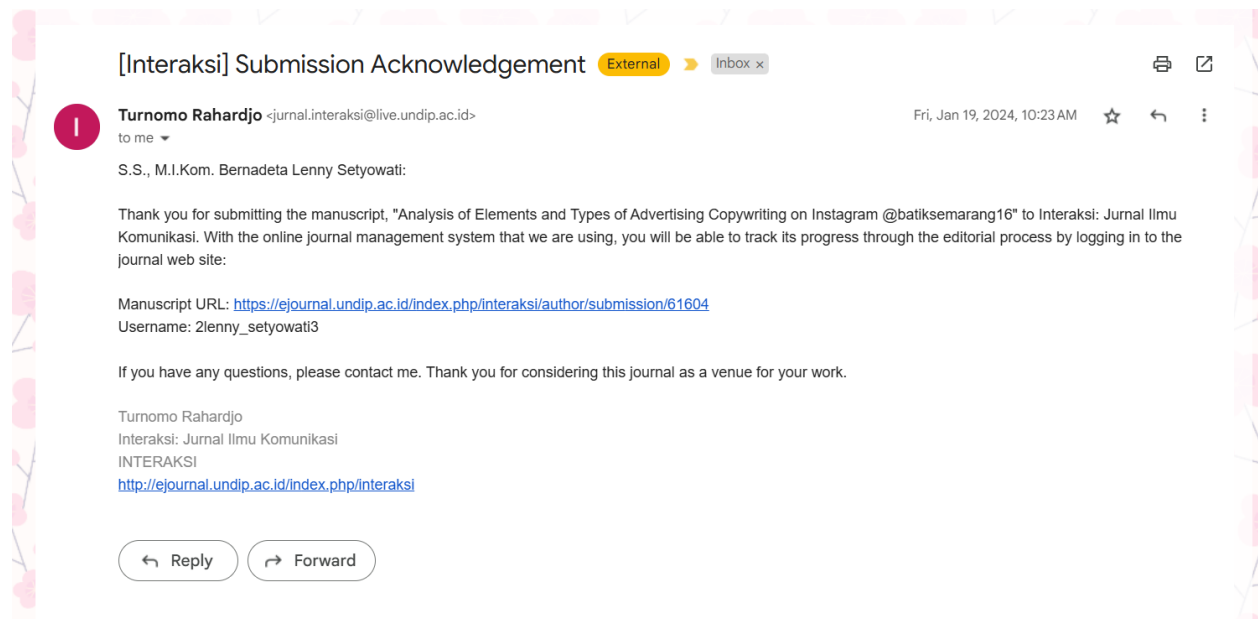 [Interaksi] Submission Acknowledgement External Inbox x
Turnomo Rahardjo <jurnal.interaksi@live.undip.ac.id> Fri, Jan 19, 2024, 10:23 AM
I
to me
S.S., M.I.Kom. Bernadeta Lenny Setyowati:
Thank you for submitting the manuscript, "Analysis of Elements and Types of Advertising Copywriting on Instagram @batiksemarang16" to Interaksi: Jurnal Ilmu
Komunikasi. With the online journal management system that we are using, you will be able to track its progress through the editorial process by logging in to the
journal web site:
Manuscript URL: https://ejournal.undip.ac.id/index.php/interaksi/author/submission/61604
Username: 2lenny_setyowati3
If you have any questions, please contact me. Thank you for considering this journal as a venue for your work.
Turnomo Rahardjo
Interaksi: Jurnal Ilmu Komunikasi
INTERAKSI
http://ejournal.undip.ac.id/index.php/interaksi
Reply Forward